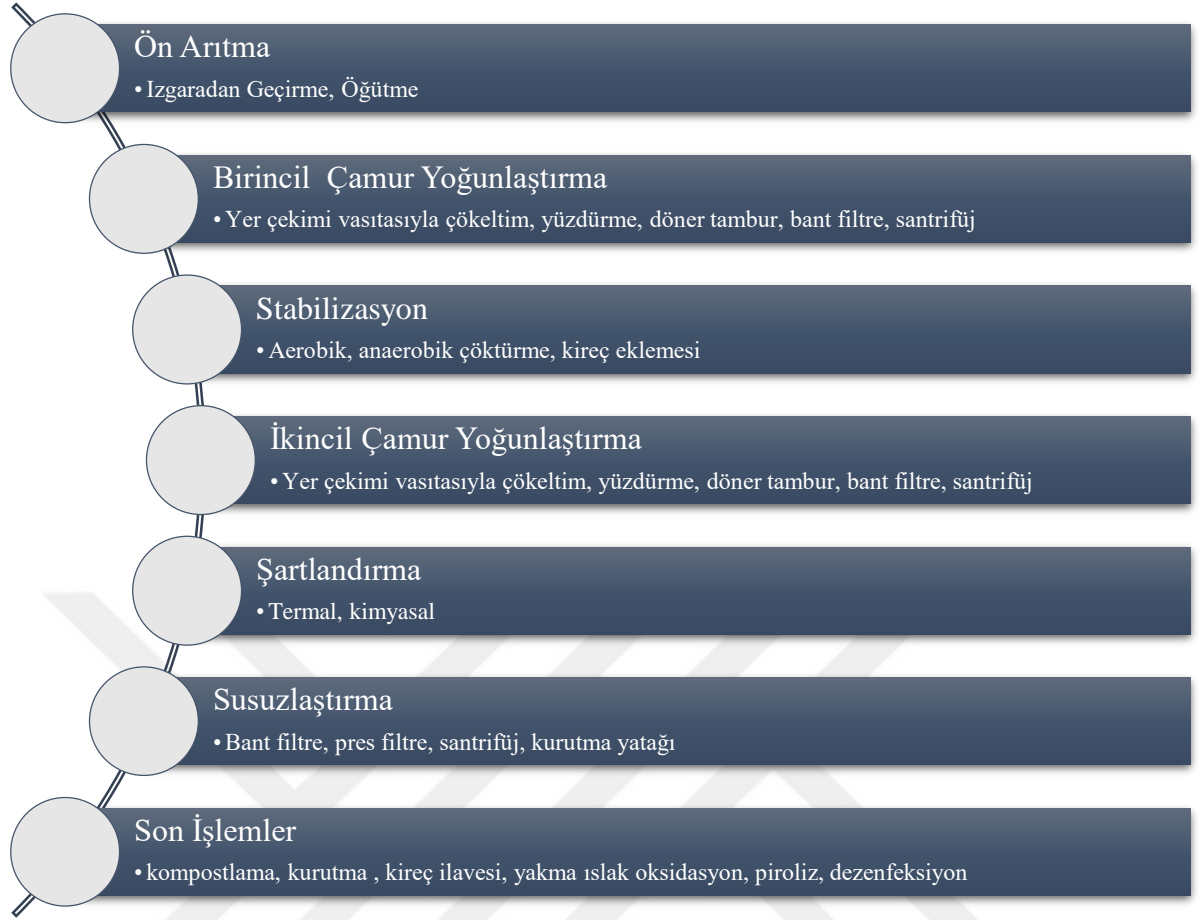 Ön Arıtma
• Izgaradan Geçirme, Öğütme
Birincil Çamur Yoğunlaştırma
• Yer çekimi vasıtasıyla çökeltim, yüzdürme, döner tambur, bant filtre, santrifüj
Stabilizasyon
• Aerobik, anaerobik çöktürme, kireç eklemesi
İkincil Çamur Yoğunlaştırma
• Yer çekimi vasıtasıyla çökeltim, yüzdürme, döner tambur, bant filtre, santrifüj
Şartlandırma
• Termal, kimyasal
Susuzlaştırma
• Bant filtre, pres filtre, santrifüj, kurutma yatağı
Son İşlemler
• kompostlama, kurutma , kireç ilavesi, yakma ıslak oksidasyon, piroliz, dezenfeksiyon